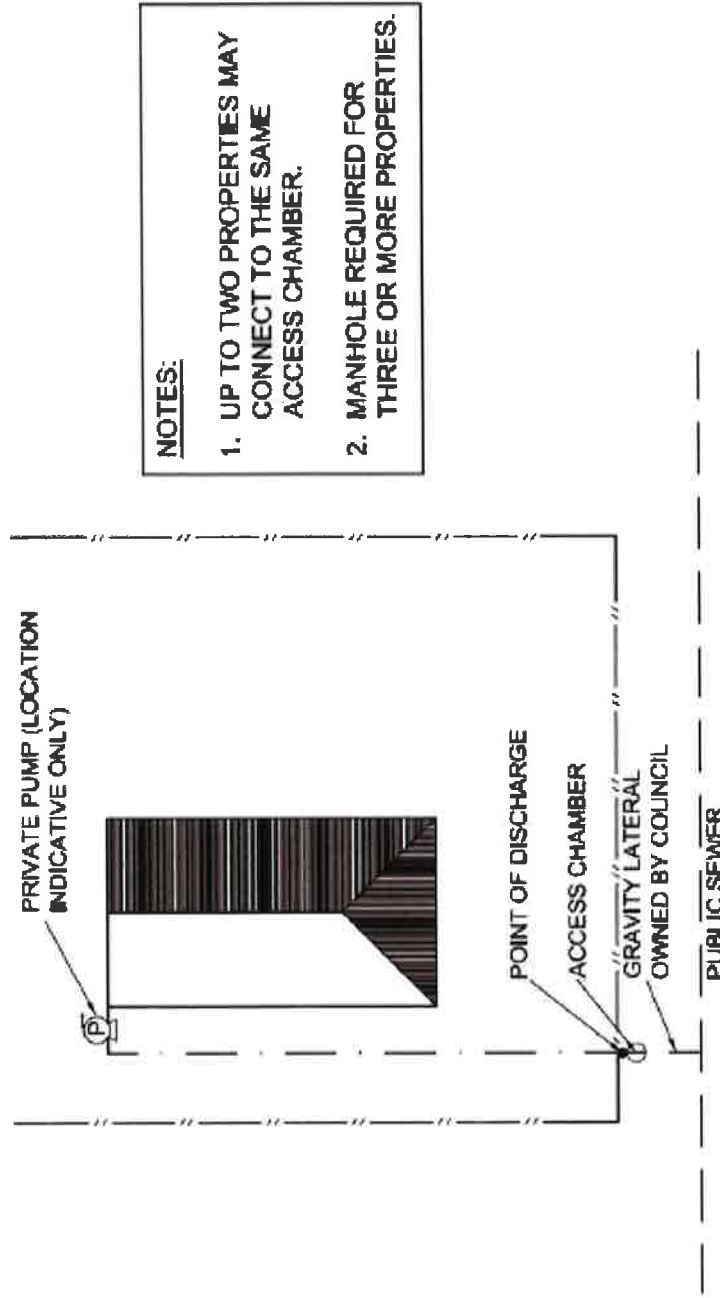 NOTES:
1. UP TO TWO PROPERTIES MAY
CONNECT TO THE SAME
ACCESS CHAMBER.
2. MANHOLE REQUIRED FOR
THREE OR MORE PROPERTIES.
PRIVATE PUMP (LOCATION
INDICATIVE ONLY)
P
POINT OF DISCHARGE
ACCESS CHAMBER
GRAVITY LATERAL
OWNED BY COUNCIL
PUBLIC SEWER